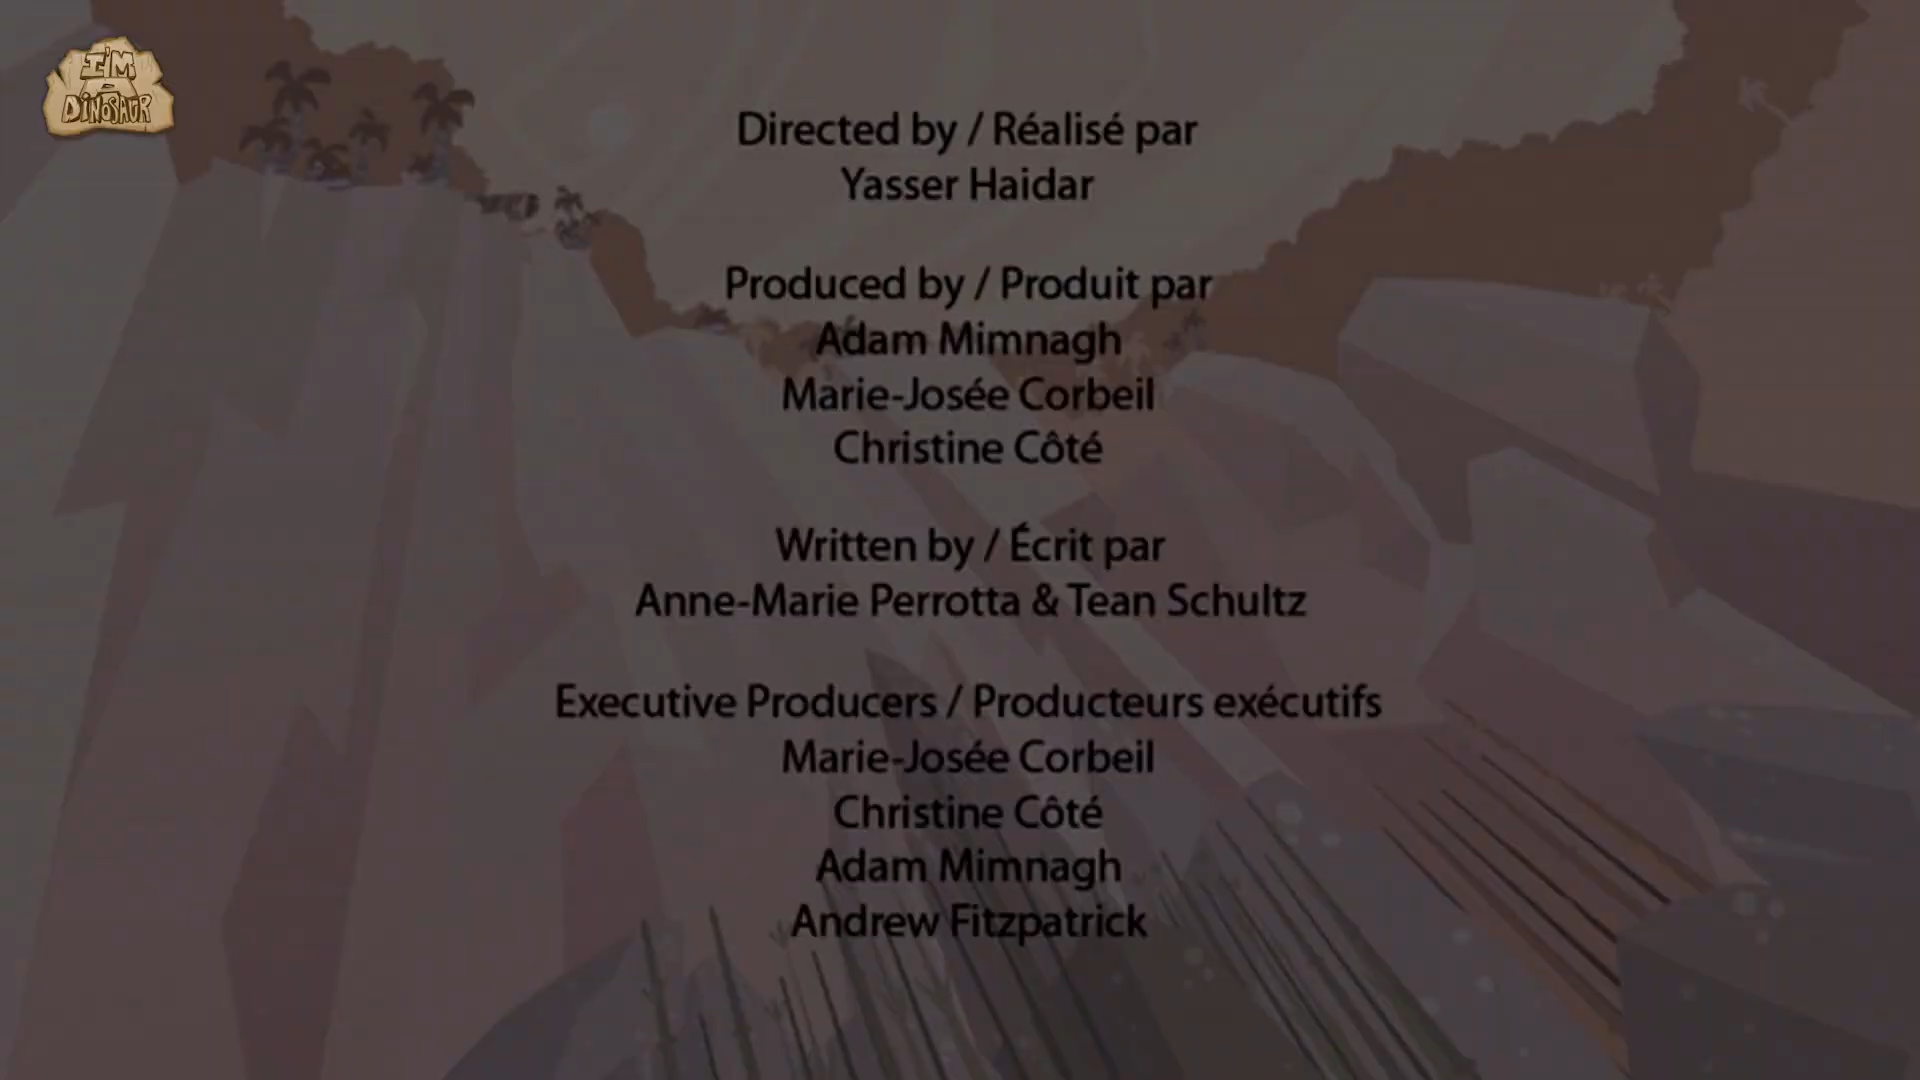 I'M
A
DINOSAUR
Directed by / Réalisé par
Yasser Haidar
Produced by / Produit par
Adam Mimnagh
Marie-Josée Corbeil
Christine Côté
Written by / Écrit par
Anne-Marie Perrotta & Tean Schultz
Executive Producers / Producteurs exécutifs
Marie-Josée Corbeil
Christine Côté
Adam Mimnagh
Andrew Fitzpatrick